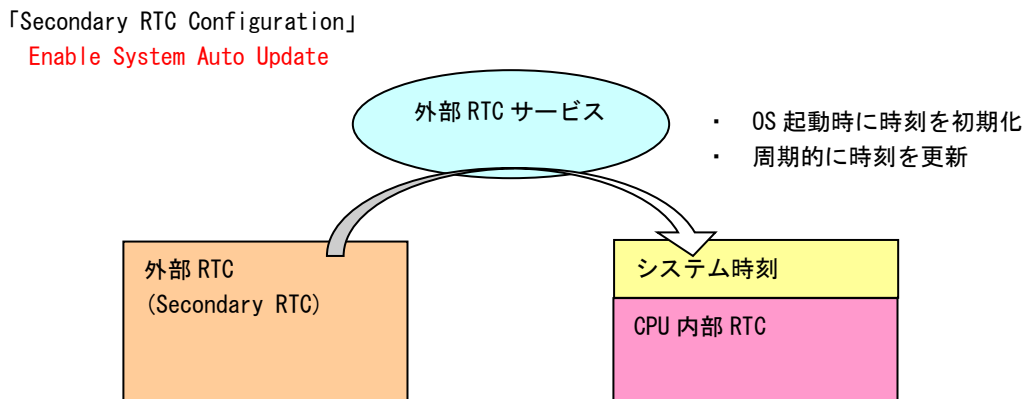 「Secondary RTC Configuration」
Enable System Auto Update
外部 RTC サービス
・ OS 起動時に時刻を初期化
・ 周期的に時刻を更新
外部 RTC
(Secondary RTC)
システム時刻
CPU 内部 RTC